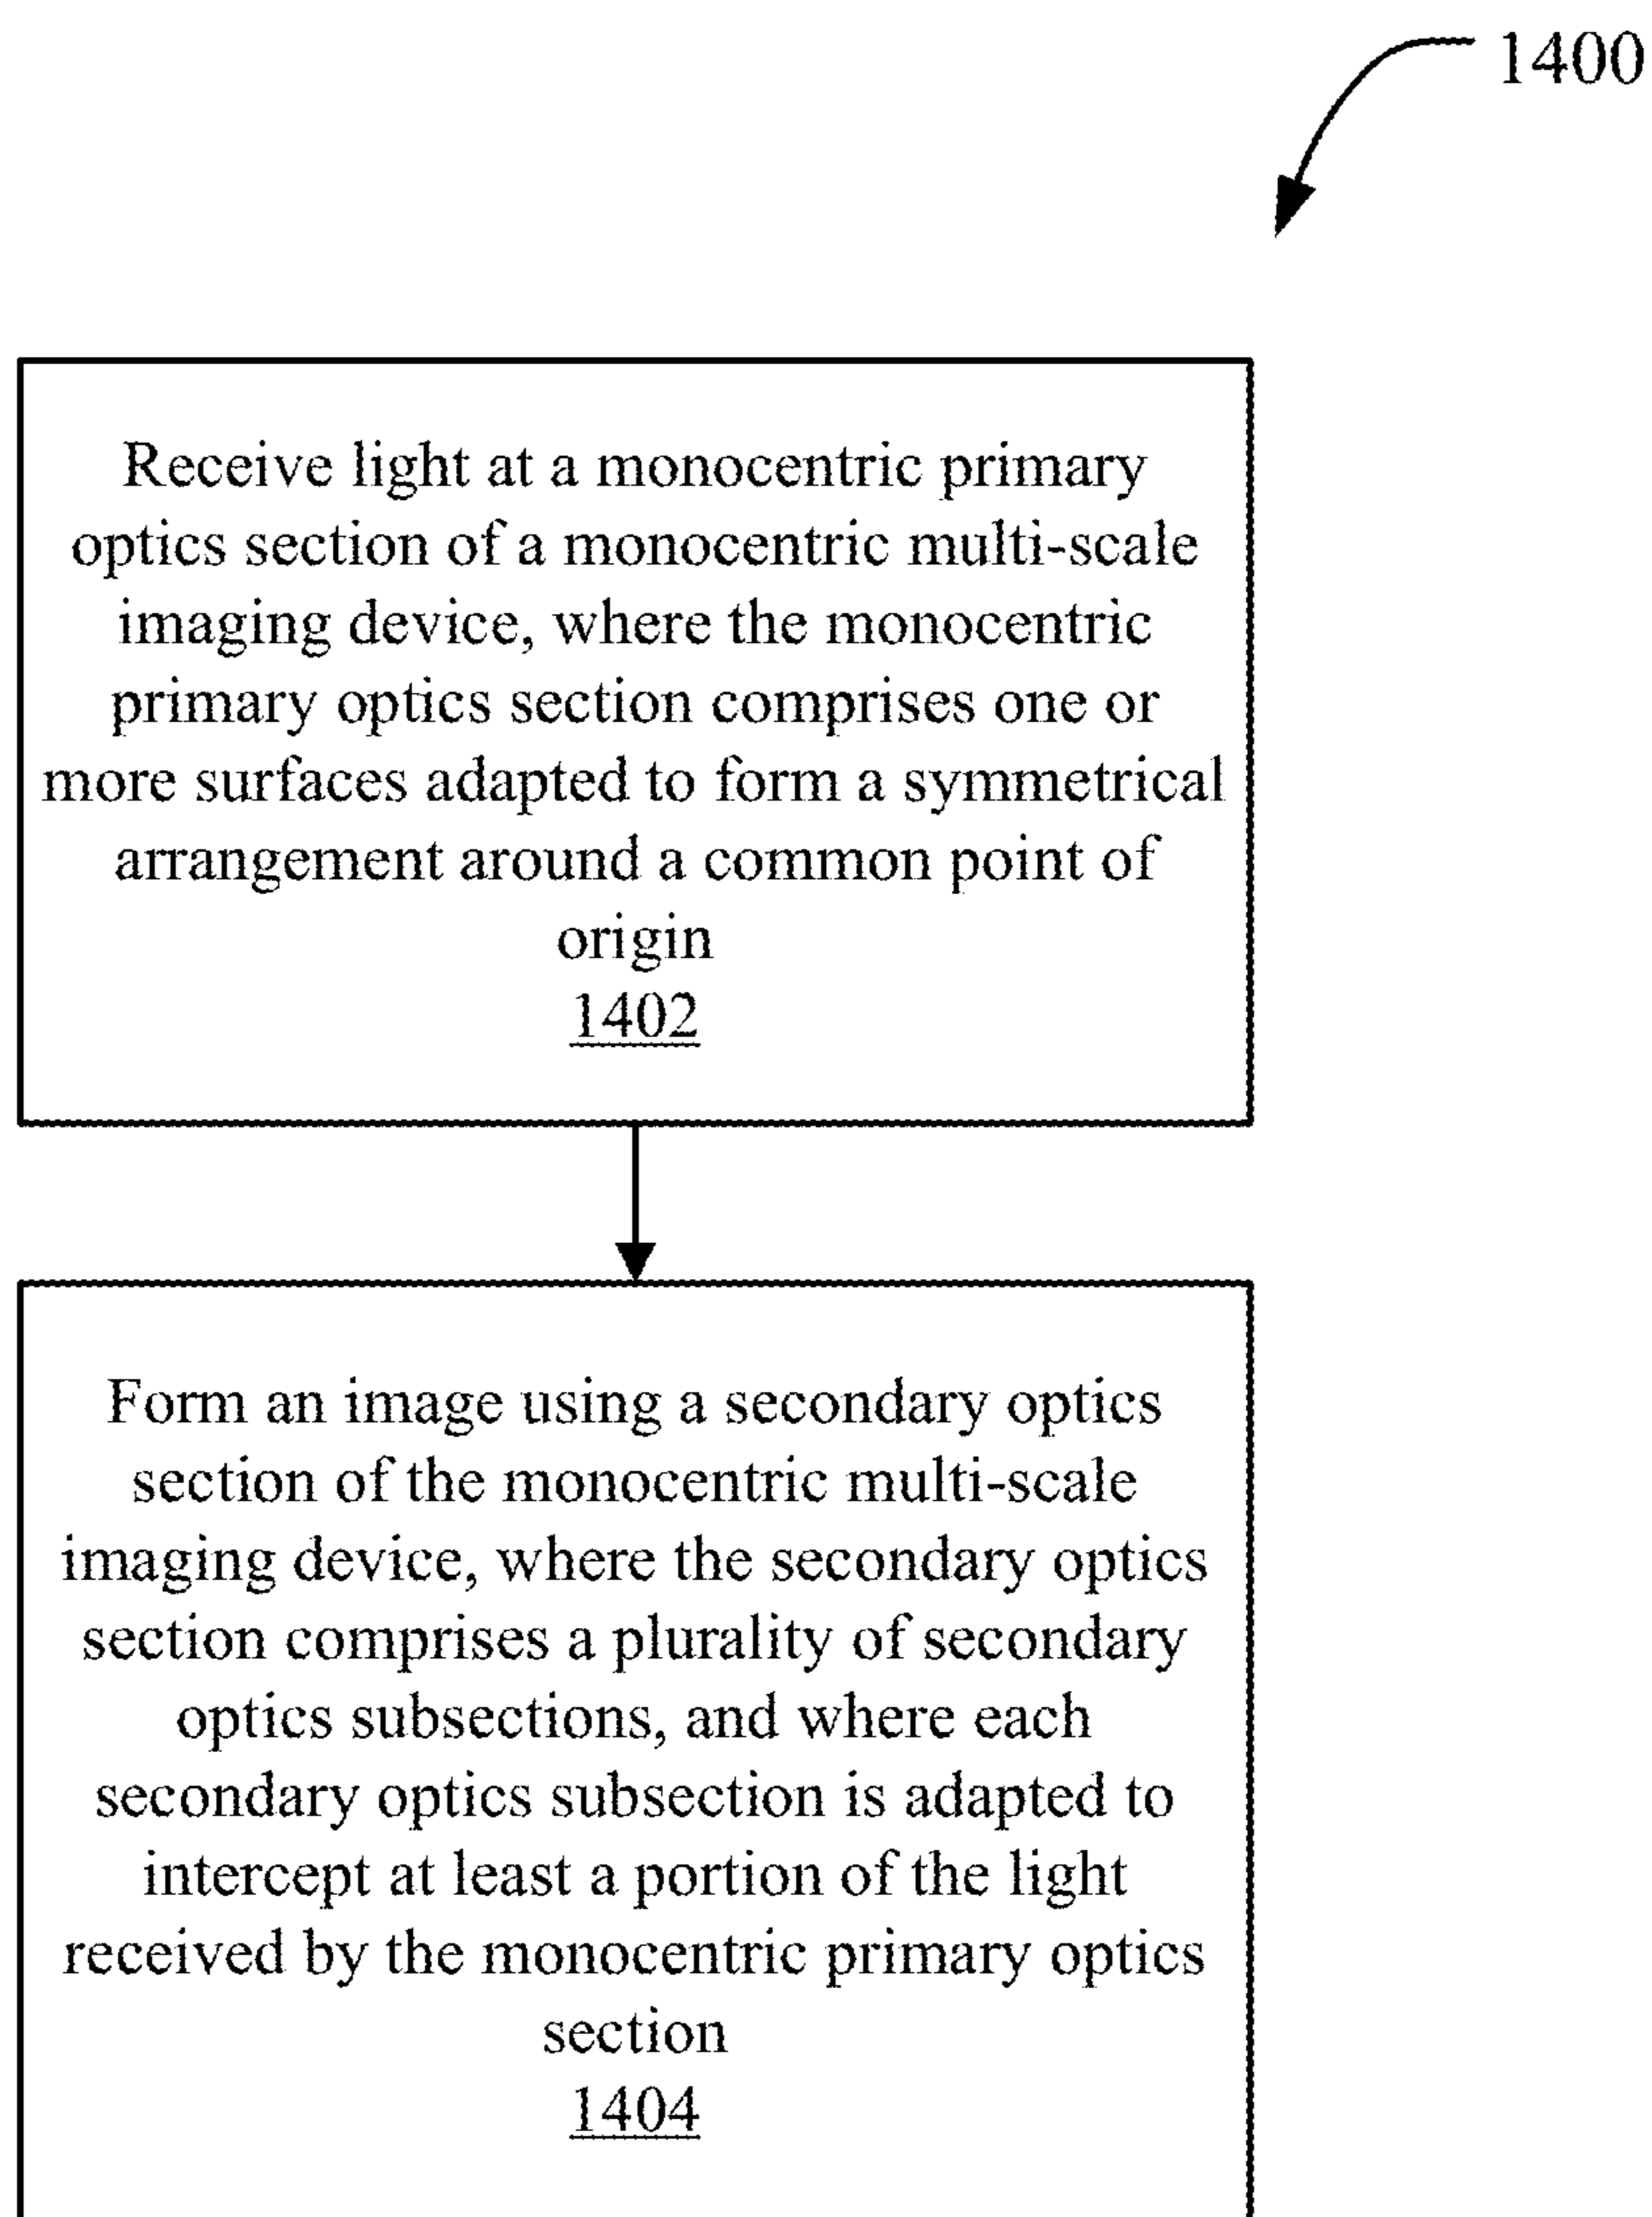 1400
Receive light at a monocentric primary
optics section of a monocentric multi-scale
imaging device, where the monocentric
primary optics section comprises one or
more surfaces adapted to form a symmetrical
arrangement around a common point of
origin
1402
Form an image using a secondary optics
section of the monocentric multi-scale
imaging device, where the secondary optics
section comprises a plurality of secondary
optics subsections, and where each
secondary optics subsection is adapted to
intercept at least a portion of the light
received by the monocentric primary optics
section
1404